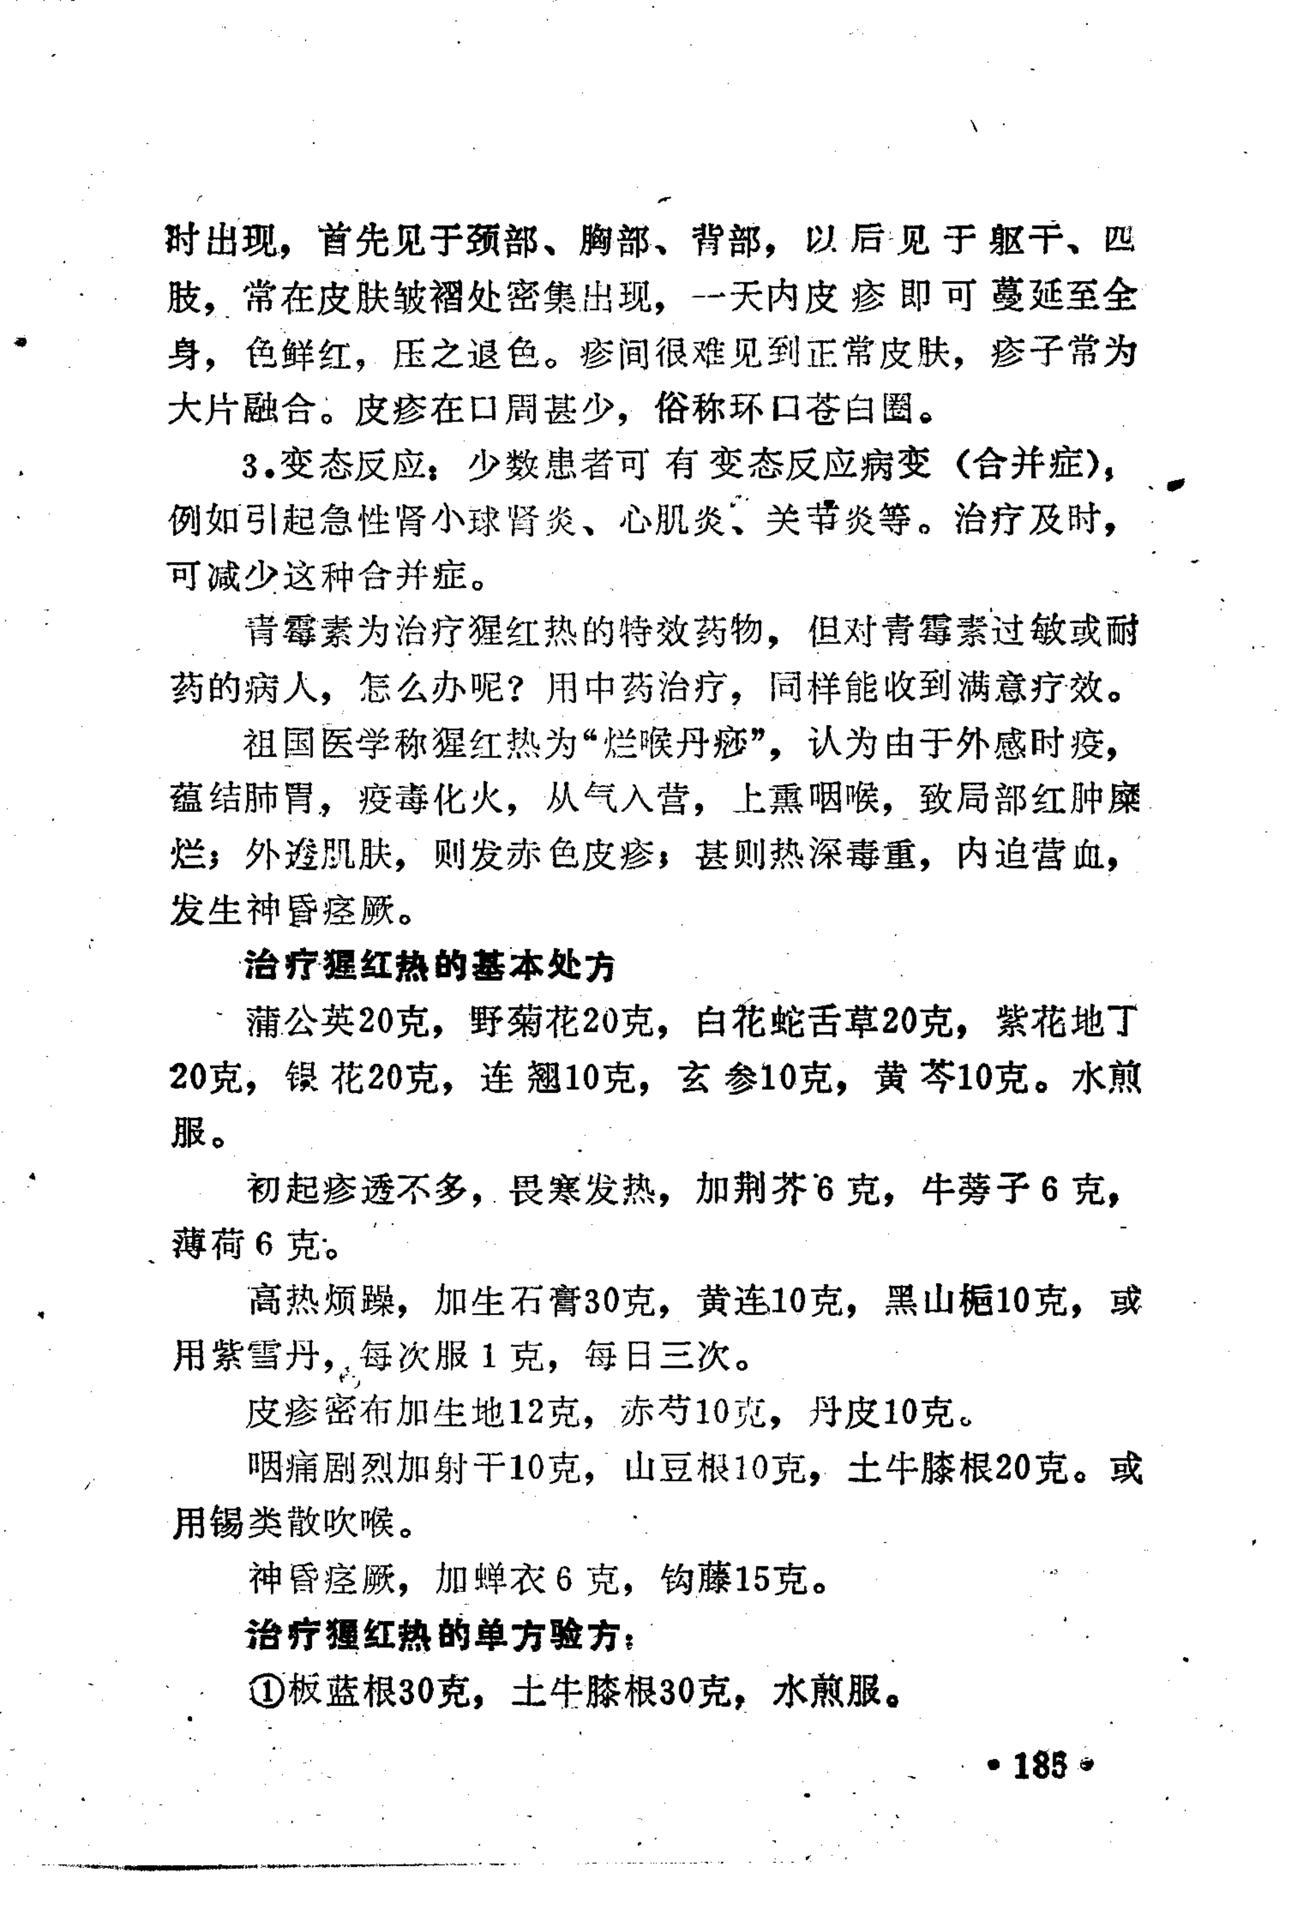 时出现，首先见于颈部、胸部、背部，以后见于躯干、四
肢，常在皮肤皱褶处密集出现，一天内皮疹即可蔓延至全
身，色鲜红，压之退色。疹间很难见到正常皮肤，疹子常为
大片融合。皮疹在口周甚少，俗称环口苍白圈。
3.变态反应：少数患者可有变态反应病变（合并症），
例如引起急性肾小球肾炎、心肌炎、关节炎等。治疗及时，
可减少这种合并症。
青霉素为治疗猩红热的特效药物，但对青霉素过敏或耐
药的病人，怎么办呢？用中药治疗，同样能收到满意疗效。
祖国医学称猩红热为“烂喉丹痧”，认为由于外感时疫，
蕴结肺胃，疫毒化火，从气入营，上熏咽喉，致局部红肿糜
烂；外透肌肤，则发赤色皮疹；甚则热深毒重，内迫营血，
发生神昏痉厥。
治疗猩红热的基本处方
蒲公英20克，野菊花20克，白花蛇舌草20克，紫花地丁
20克，银花20克，连翘10克，玄参10克，黄芩10克。水煎
服。
初起疹透不多，畏寒发热，加荆芥6克，牛蒡子6克，
薄荷6克。
高热烦躁，加生石膏30克，黄连10克，黑山栀10克，或
用紫雪丹，每次服1克，每日三次。
皮疹密布加生地12克，赤芍10克，丹皮10克。
咽痛剧烈加射干10克，山豆根10克，土牛膝根20克。或
用锡类散吹喉。
神昏痉厥，加蝉衣6克，钩藤15克。
治疗猩红热的单方验方：
①板蓝根30克，土牛膝根30克，水煎服。
·185·